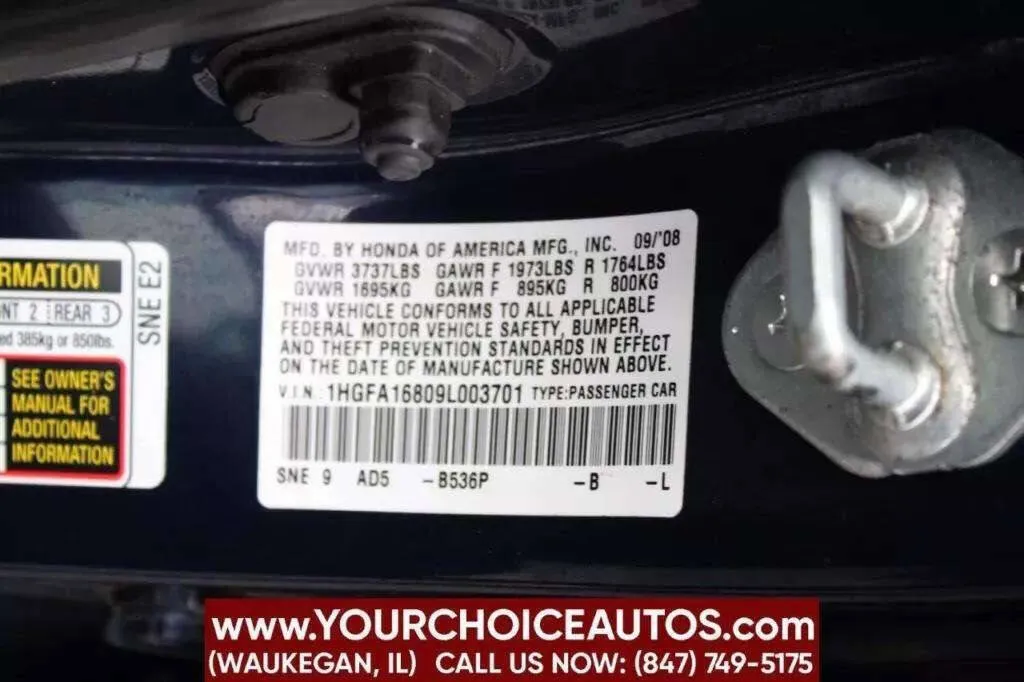 MFD. BY HONDA OF AMERICA MFG., INC. 09/'08
GVWR 3737LBS GAWR F 1973LBS R 1764LBS
GVWR 1695KG GAWR F 895KG R 800KG
THIS VEHICLE CONFORMS TO ALL APPLICABLE
FEDERAL MOTOR VEHICLE SAFETY, BUMPER,
AND THEFT PREVENTION STANDARDS IN EFFECT
ON THE DATE OF MANUFACTURE SHOWN ABOVE.
V.I.N.: 1HGFA16809L003701 TYPE:PASSENGER CAR
SNE 9 AD5 -B536P -B -L
SNE E2
2 REAR 3
385kg or 850lbs.
SEE OWNER'S
MANUAL FOR
ADDITIONAL
INFORMATION
www.YOURCHOICEAUTOS.com
(WAUKEGAN, IL) CALL US NOW: (847) 749-5175